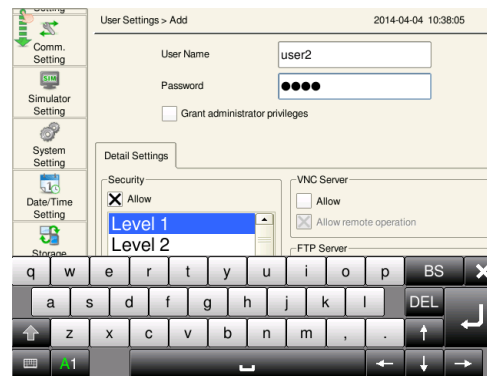 Setting
User Settings > Add
2014-04-04 10:38:05
Comm.
Setting
Simulator
Setting
System
Setting
Date/Time
Setting
Storage
User Name
user2
Password
●●●●
Grant administrator privileges
Detail Settings
Security
Allow
Level 1
Level 2
VNC Server
Allow
Allow remote operation
FTP Server
SIM
q w e r t y u i o p BS X
a s d f g h j k l DEL
z x c v b n m , .
A1